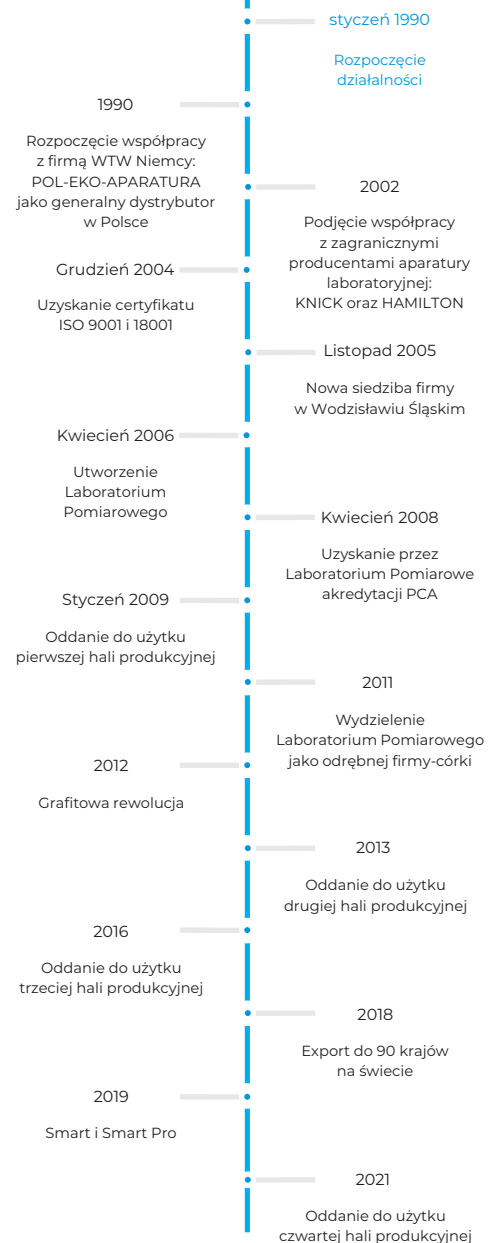 styczeń 1990
Rozpoczęcie
działalności
1990
Rozpoczęcie współpracy
z firmą WTW Niemcy:
POL-EKO-APARATURA
jako generalny dystrybutor
w Polsce
2002
Podjęcie współpracy
z zagranicznymi
producentami aparatury
laboratoryjnej:
KNICK oraz HAMILTON
Grudzień 2004
Uzyskanie certyfikatu
ISO 9001 i 18001
Listopad 2005
Nowa siedziba firmy
w Wodzisławiu Śląskim
Kwiecień 2006
Utworzenie
Laboratorium
Pomiarowego
Kwiecień 2008
Uzyskanie przez
Laboratorium Pomiarowe
akredytacji PCA
Styczeń 2009
Oddanie do użytku
pierwszej hali produkcyjnej
2011
Wydzielenie
Laboratorium Pomiarowego
jako odrębnej firmy-córki
2012
Grafitowa rewolucja
2013
Oddanie do użytku
drugiej hali produkcyjnej
2016
Oddanie do użytku
trzeciej hali produkcyjnej
2018
Export do 90 krajów
na świecie
2019
Smart i Smart Pro
2021
Oddanie do użytku
czwartej hali produkcyjnej